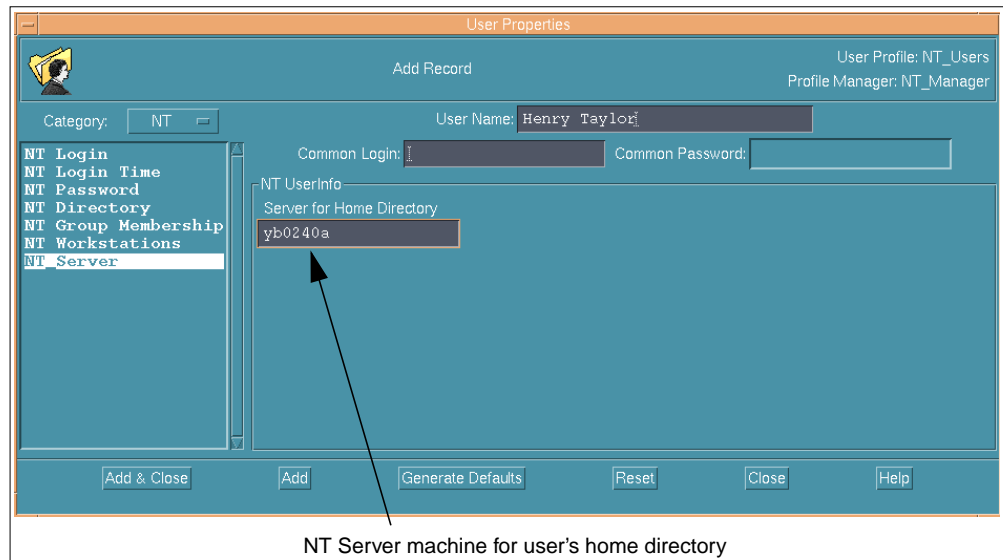 User Properties
Add Record
User Profile: NT_Users
Profile Manager: NT_Manager
Category: NT
User Name: Henry Taylor
Common Login:
Common Password:
NT Login
NT Login Time
NT Password
NT Directory
NT Group Membership
NT Workstations
NT_Server
NT UserInfo
Server for Home Directory
yb0240a
Add & Close
Add
Generate Defaults
Reset
Close
Help
NT Server machine for user's home directory